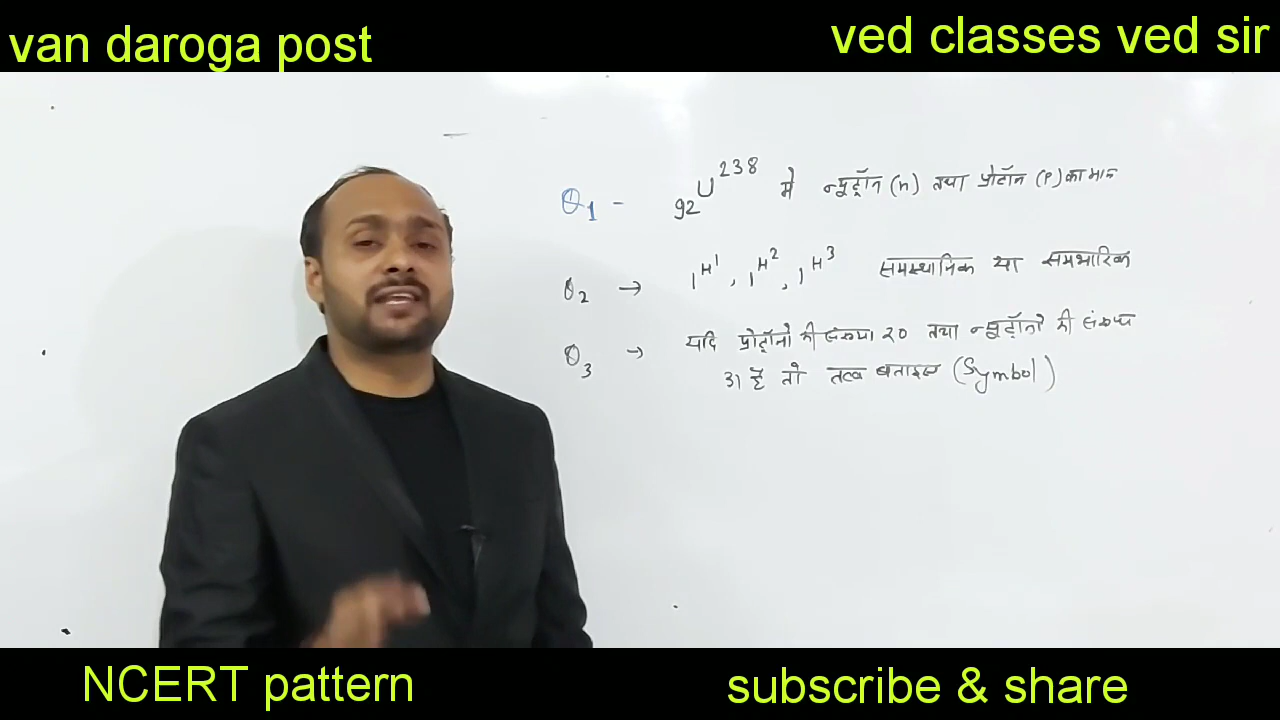 van daroga post
ved classes ved sir
Q1 - 92U238 में न्यूट्रॉन (n) तथा प्रोटॉन (P) का मान
Q2 → 1H1, 1H2, 1H3 समस्थानिक या समभारिक
Q3 → यदि प्रोट्रॉनो की संख्या २० तथा न्यूट्रॉनो की संख्या
31 है तो तत्व बताइए (Symbol)
NCERT pattern
subscribe & share